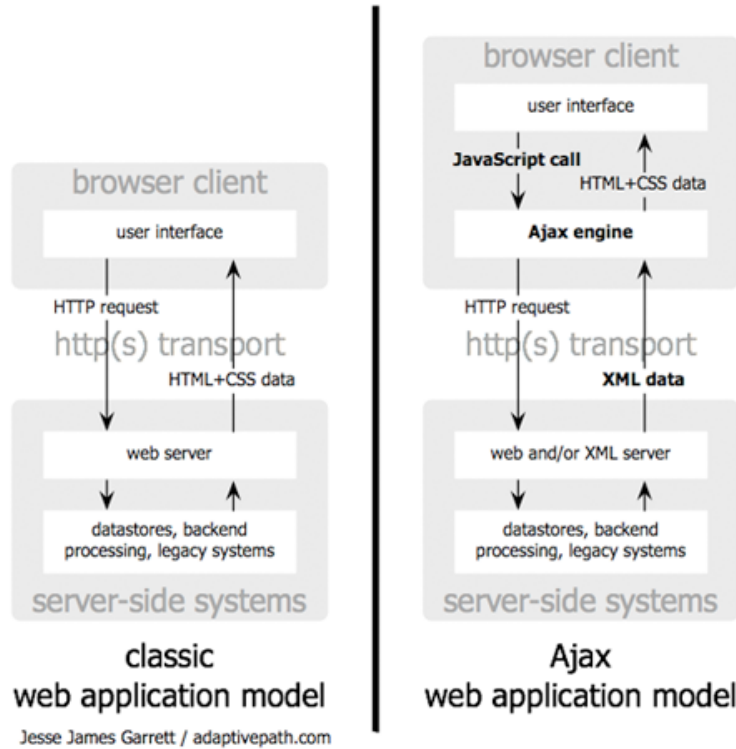 browser client
user interface
HTTP request
http(s) transport
HTML+CSS data
web server
datastores, backend
processing, legacy systems
server-side systems
classic
web application model
Jesse James Garrett / adaptivepath.com
browser client
user interface
JavaScript call
HTML+CSS data
Ajax engine
HTTP request
http(s) transport
XML data
web and/or XML server
datastores, backend
processing, legacy systems
server-side systems
Ajax
web application model